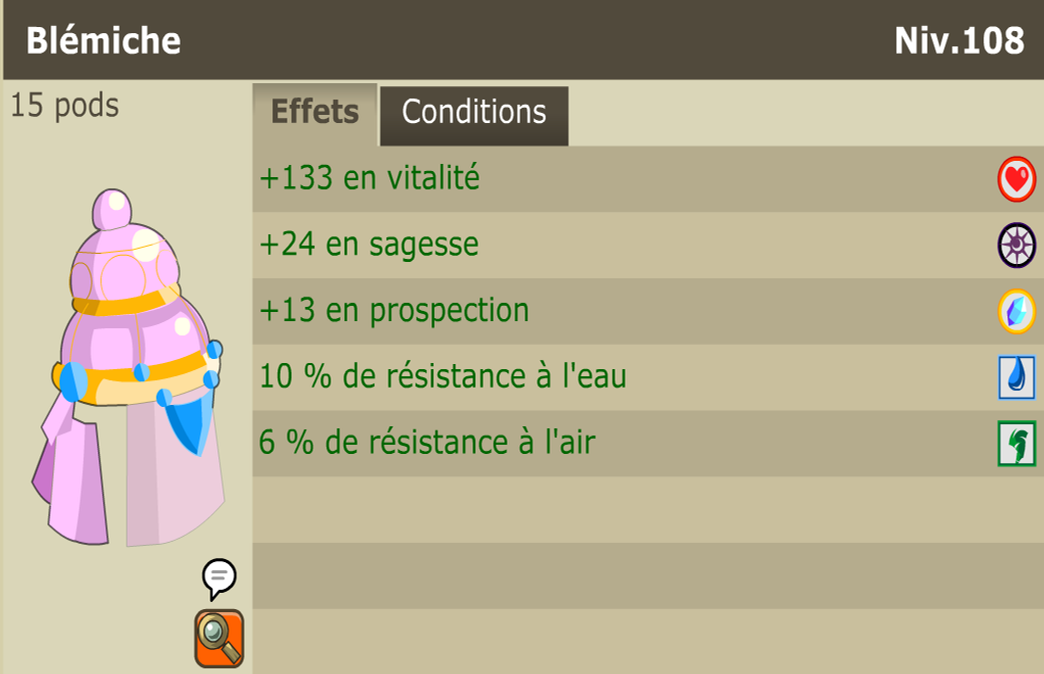 Blémiche
Niv.108
15 pods
Effets
Conditions
+133 en vitalité
+24 en sagesse
+13 en prospection
10 % de résistance à l'eau
6 % de résistance à l'air